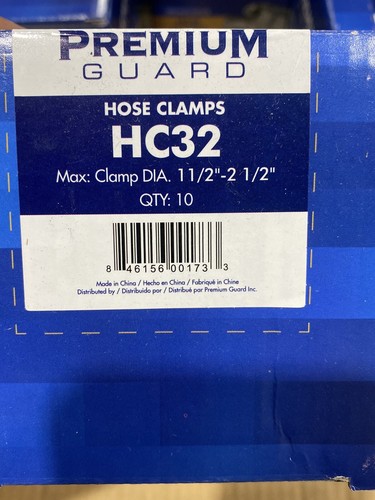 PREMIUM
GUARD
HOSE CLAMPS
HC32
Max: Clamp DIA. 11/2"-2 1/2"
QTY: 10
8 46156 00173 3
Made in China / Hecho en China / Fabriqué in Chine
Distributed by / Distribuido por / Distribué par Premium Guard Inc.